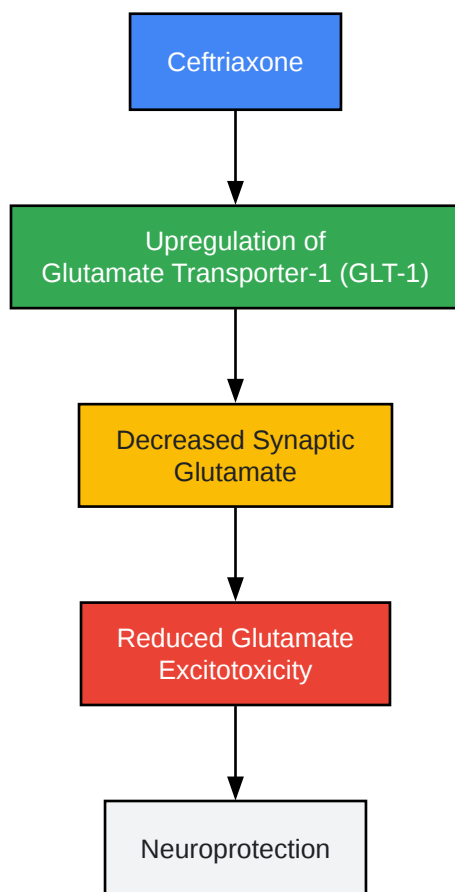 Ceftriaxone
Upregulation of
Glutamate Transporter-1 (GLT-1)
Decreased Synaptic
Glutamate
Reduced Glutamate
Excitotoxicity
Neuroprotection